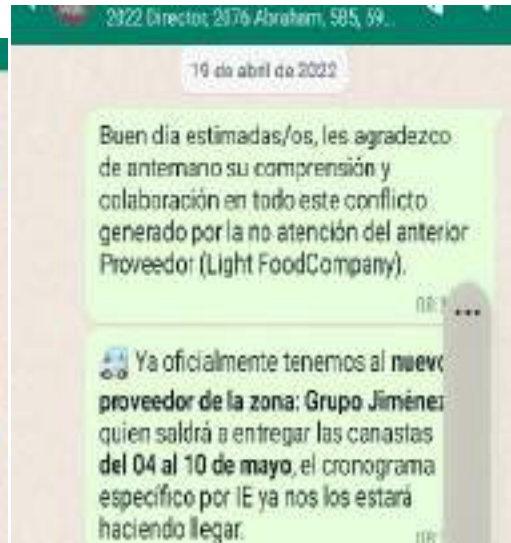 2022 Director, 2076 Abraham, 585, 59...
19 de abril de 2022
Buen dia estimadas/os, les agradezco
de antemano su comprensión y
colaboración en todo este conflicto
generado por la no atención del anterior
Proveedor (Light FoodCompany).
Ya oficialmente tenemos al nuevo
proveedor de la zona: Grupo Jiménez
quien saldrá a entregar las canastas
del 04 al 10 de mayo, el cronograma
específico por IE ya nos los estará
haciendo llegar.